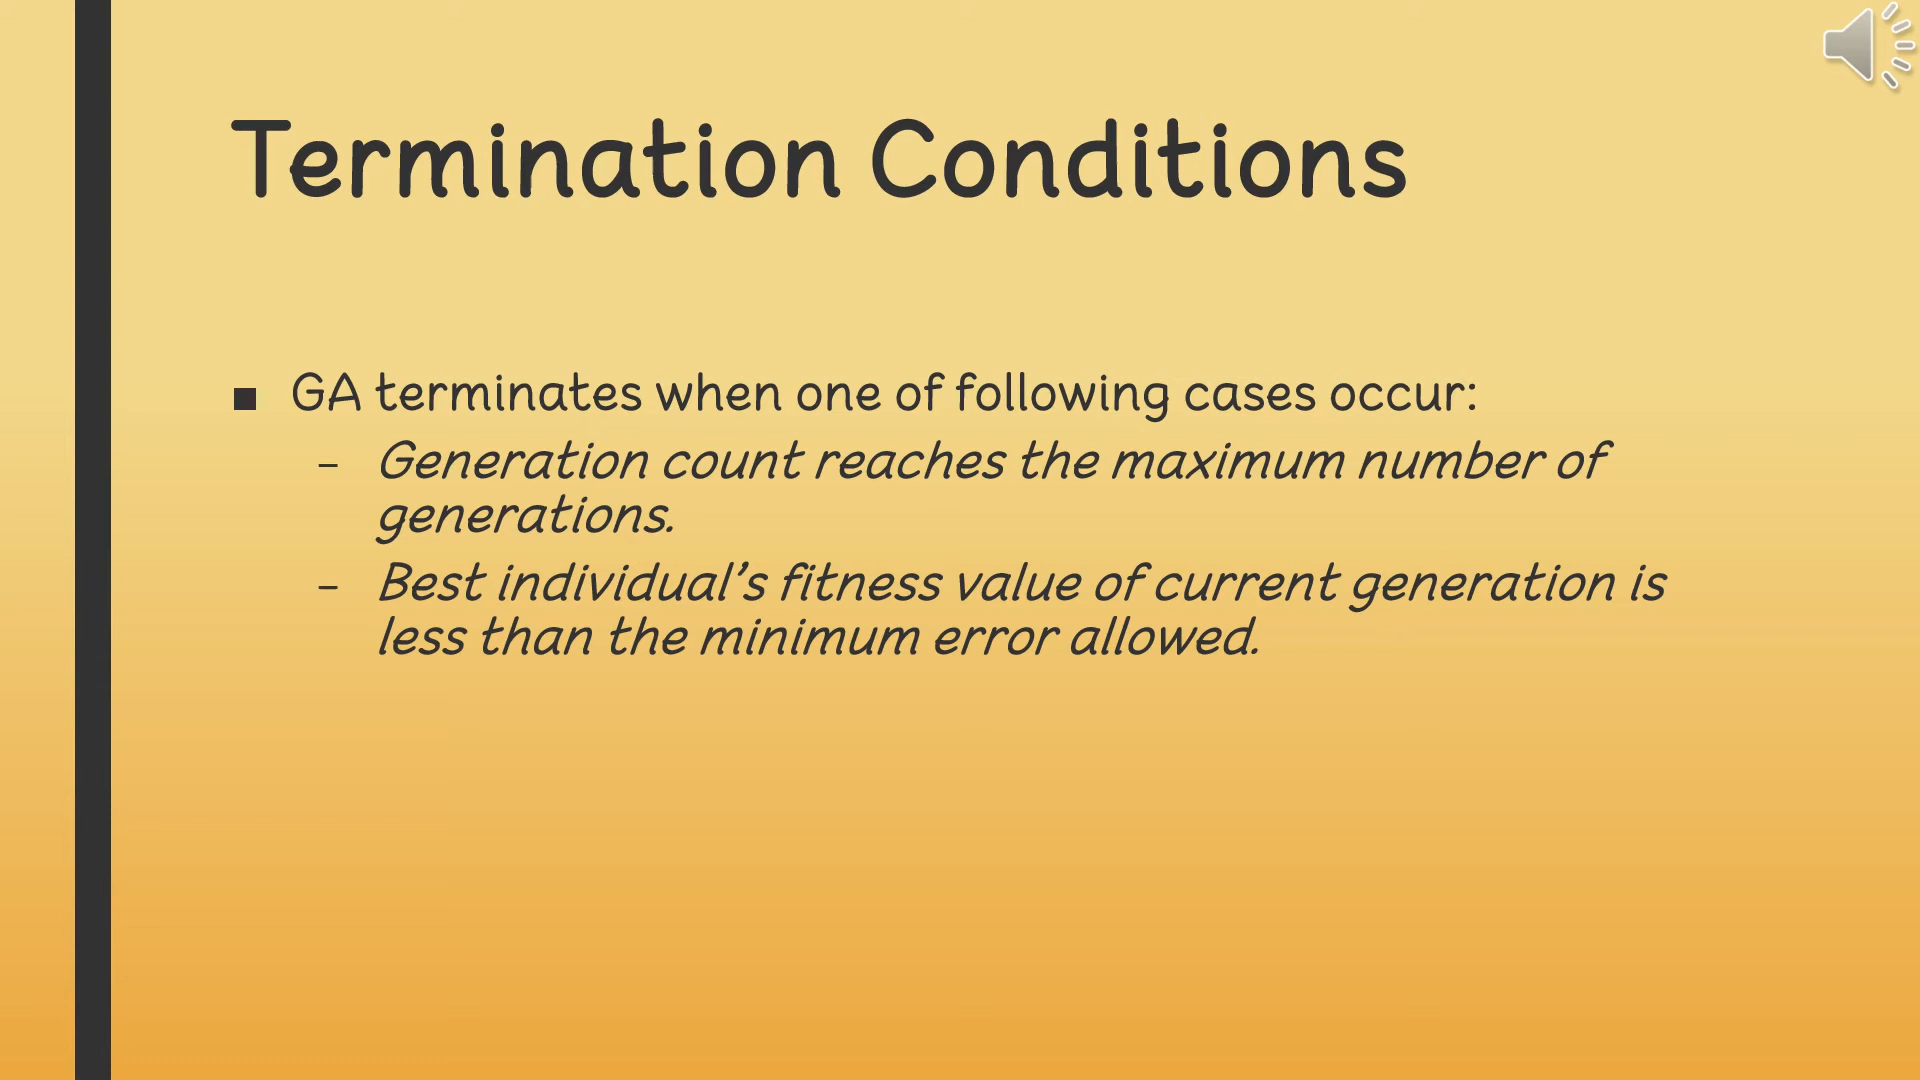 Termination Conditions
■ GA terminates when one of following cases occur:
– Generation count reaches the maximum number of
generations.
– Best individual’s fitness value of current generation is
less than the minimum error allowed.